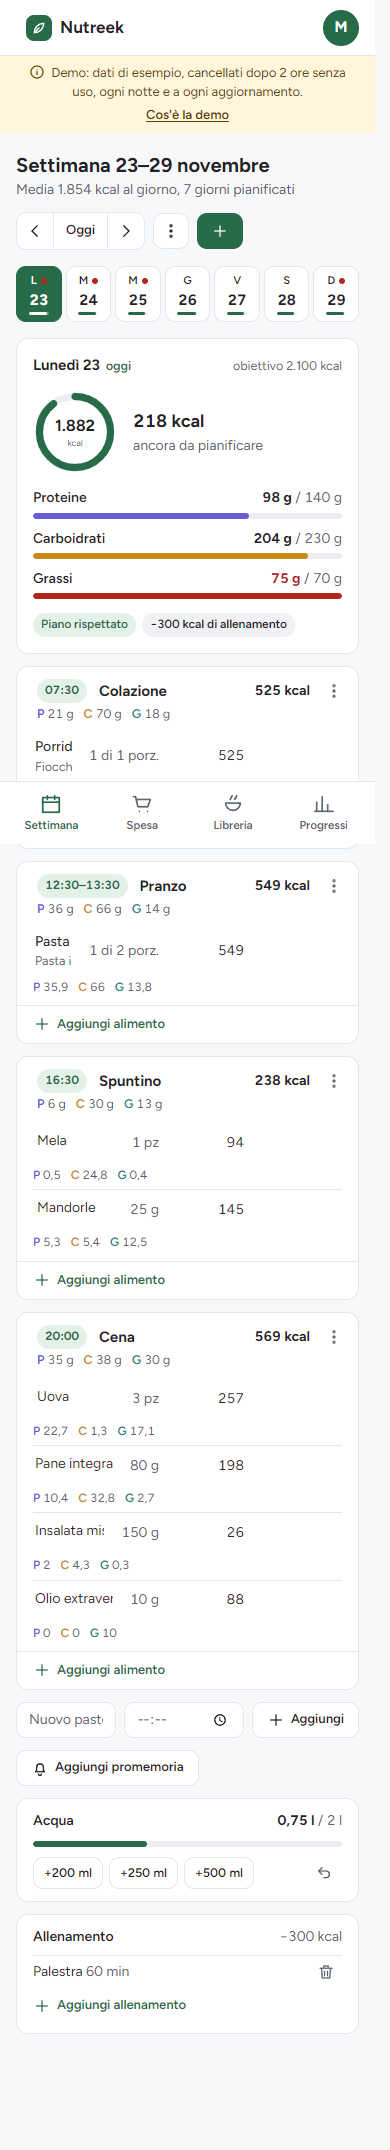 Nutreek
M
Demo: dati di esempio, cancellati dopo 2 ore senza
uso, ogni notte e a ogni aggiornamento.
Cos'è la demo
Settimana 23–29 novembre
Media 1.854 kcal al giorno, 7 giorni pianificati
Oggi
L M M G V S D
23 24 25 26 27 28 29
Lunedì 23 oggi obiettivo 2.100 kcal
1.882 kcal
218 kcal
ancora da pianificare
Proteine 98 g / 140 g
Carboidrati 204 g / 230 g
Grassi 75 g / 70 g
Piano rispettato −300 kcal di allenamento
07:30 Colazione 525 kcal
P 21 g C 70 g G 18 g
Porrid 1 di 1 porz. 525
Fiocch
Settimana Spesa Libreria Progressi
12:30–13:30 Pranzo 549 kcal
P 36 g C 66 g G 14 g
Pasta 1 di 2 porz. 549
Pasta i
P 35,9 C 66 G 13,8
Aggiungi alimento
16:30 Spuntino 238 kcal
P 6 g C 30 g G 13 g
Mela 1 pz 94
P 0,5 C 24,8 G 0,4
Mandorle 25 g 145
P 5,3 C 5,4 G 12,5
Aggiungi alimento
20:00 Cena 569 kcal
P 35 g C 38 g G 30 g
Uova 3 pz 257
P 22,7 C 1,3 G 17,1
Pane integra 80 g 198
P 10,4 C 32,8 G 2,7
Insalata mis 150 g 26
P 2 C 4,3 G 0,3
Olio extraver 10 g 88
P 0 C 0 G 10
Aggiungi alimento
Nuovo past --:-- Aggiungi
Aggiungi promemoria
Acqua 0,75 l / 2 l
+200 ml +250 ml +500 ml
Allenamento −300 kcal
Palestra 60 min
Aggiungi allenamento